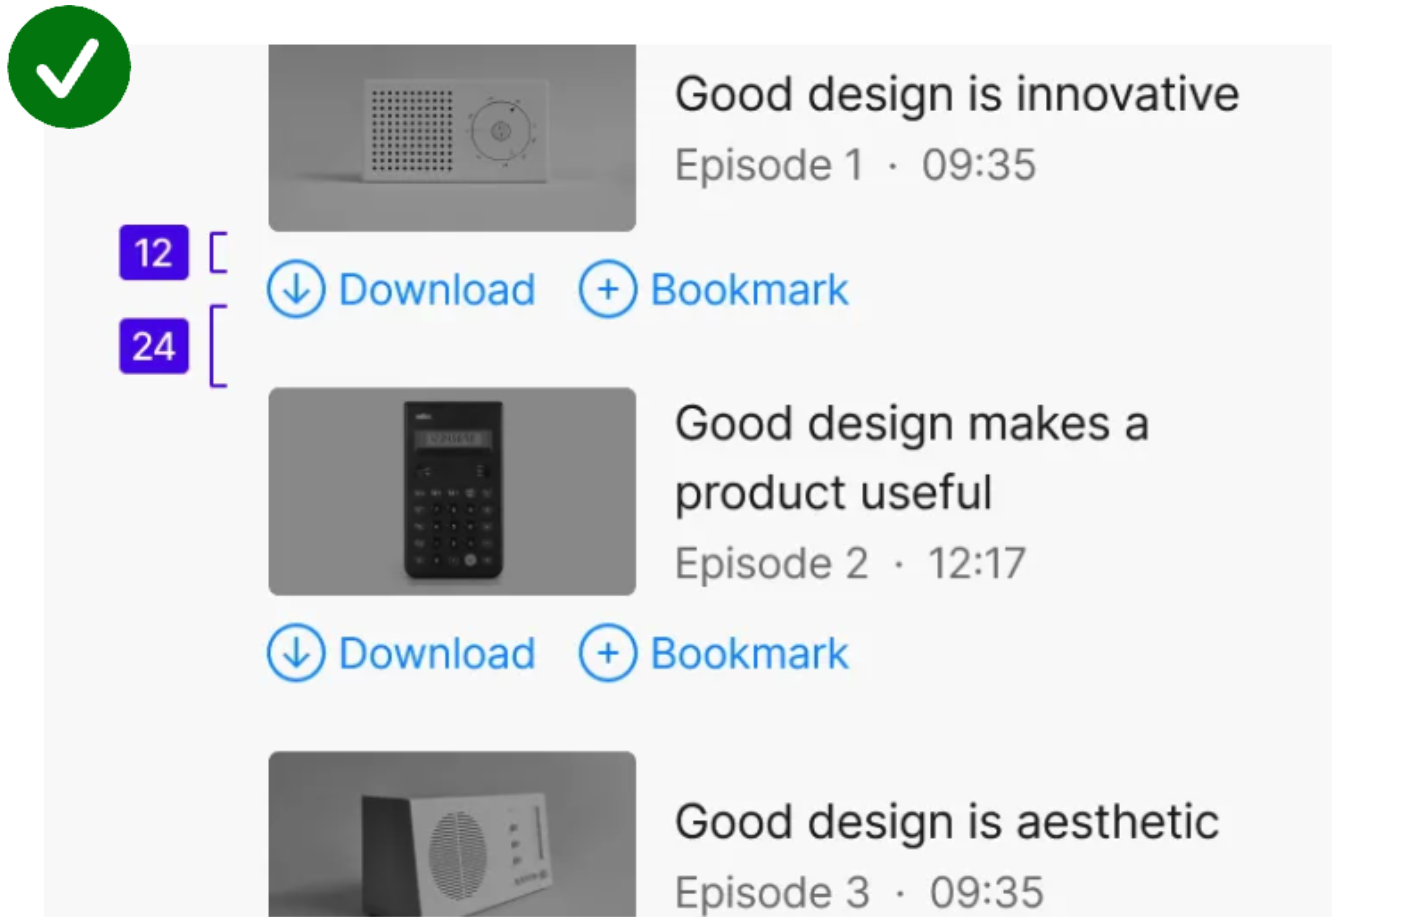 Good design is innovative
Episode 1 · 09:35
12
Download
Bookmark
24
Good design makes a
product useful
Episode 2 · 12:17
Download
Bookmark
Good design is aesthetic
Episode 3 · 09:35